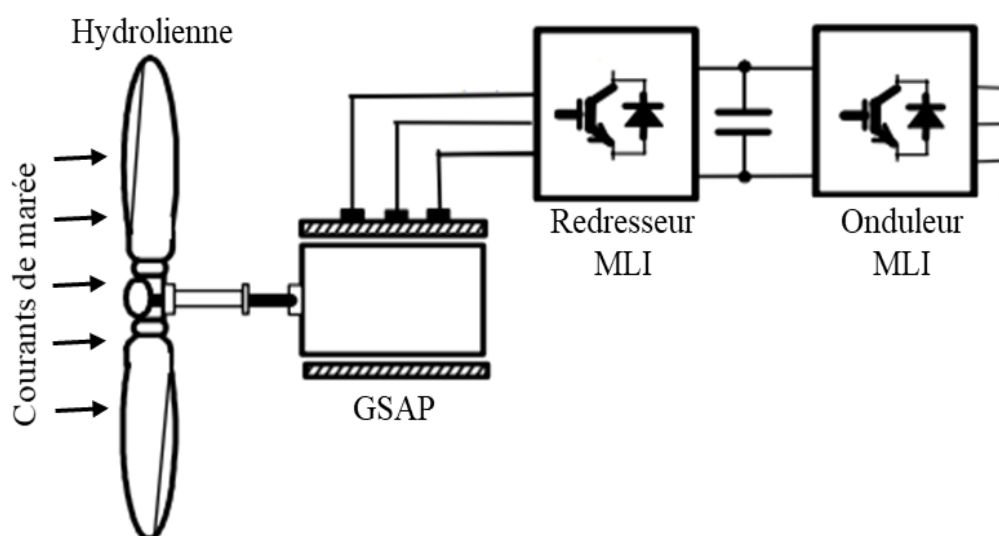 Hydrolienne
Courants de marée
GSAP
Redresseur
MLI
Onduleur
MLI